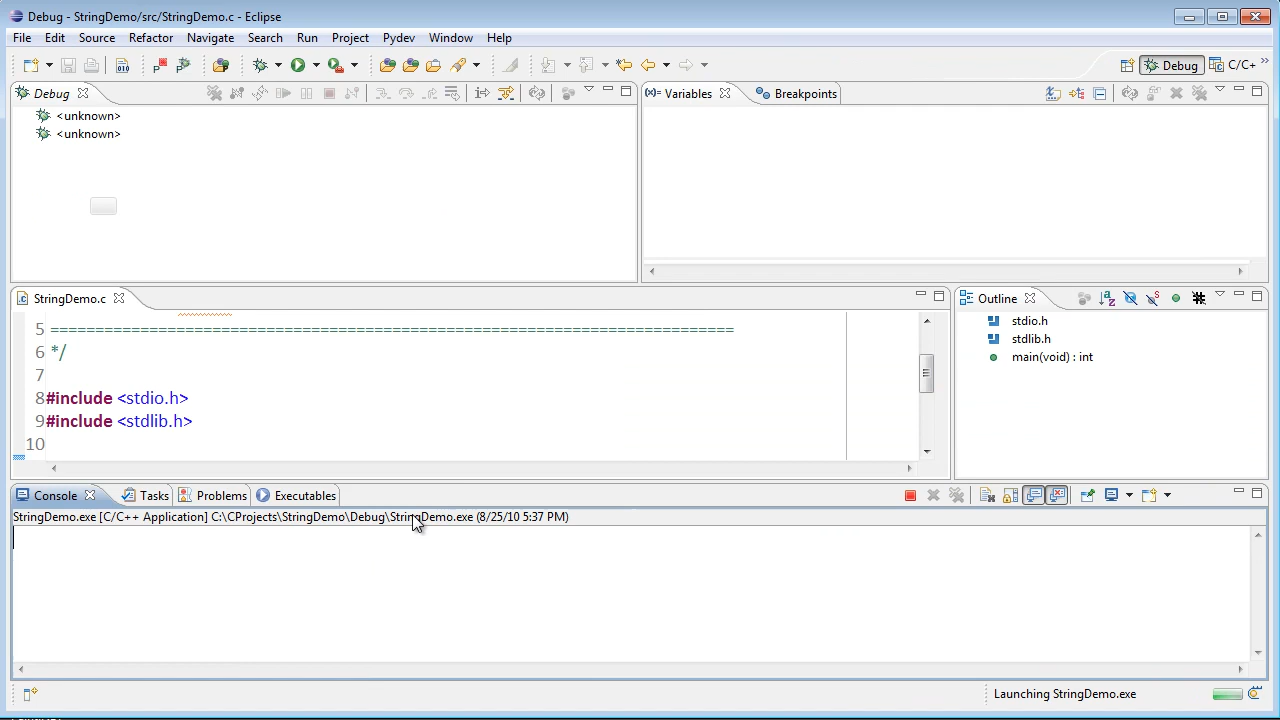 Debug - StringDemo/src/StringDemo.c - Eclipse
File Edit Source Refactor Navigate Search Run Project Pydev Window Help
Debug C/C+ »
Debug
Variables Breakpoints
<unknown>
<unknown>
StringDemo.c
Outline
5 ==========================================================================
6 */
7
8 #include <stdio.h>
9 #include <stdlib.h>
10
stdio.h
stdlib.h
main(void) : int
Console Tasks Problems Executables
StringDemo.exe [C/C++ Application] C:\CProjects\StringDemo\Debug\StringDemo.exe (8/25/10 5:37 PM)
Launching StringDemo.exe